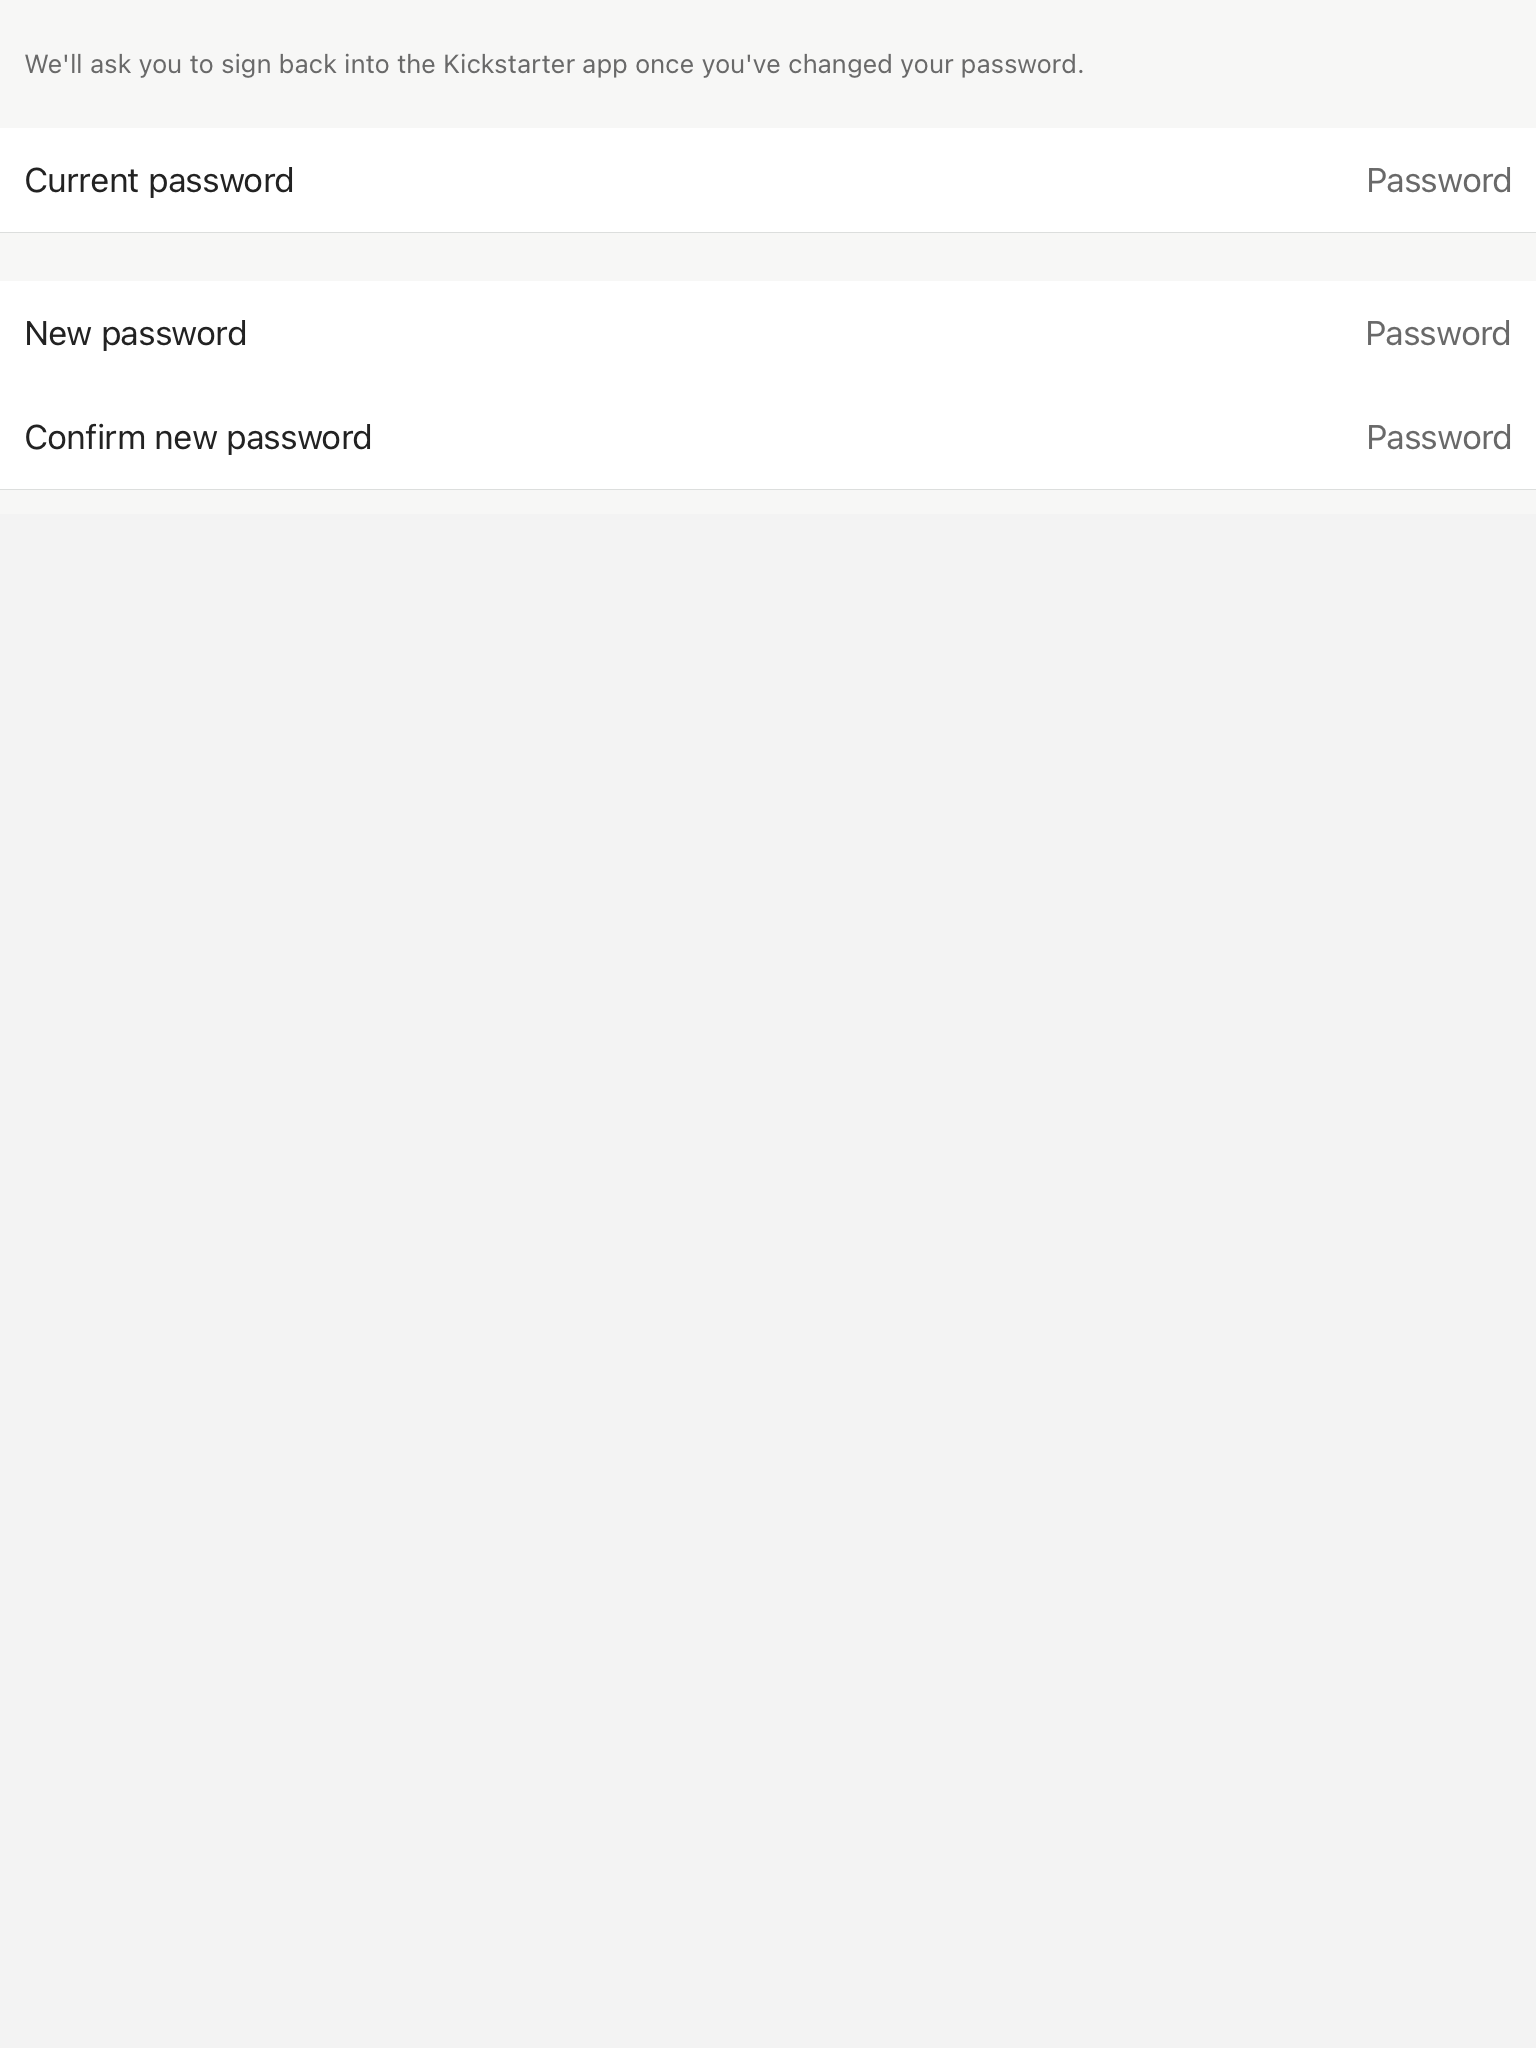 We'll ask you to sign back into the Kickstarter app once you've changed your password.
Current password Password
New password Password
Confirm new password Password